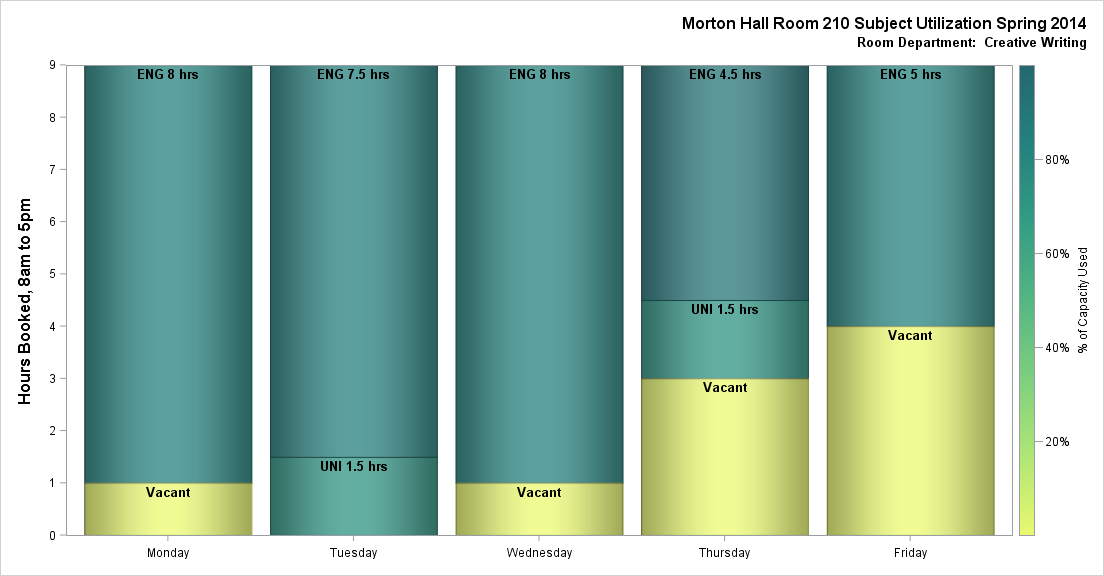 Morton Hall Room 210 Subject Utilization Spring 2014
Room Department:  Creative Writing
Hours Booked, 8am to 5pm
9
8
7
6
5
4
3
2
1
0
ENG 8 hrs
Vacant
ENG 7.5 hrs
UNI 1.5 hrs
ENG 8 hrs
Vacant
ENG 4.5 hrs
UNI 1.5 hrs
Vacant
ENG 5 hrs
Vacant
Monday
Tuesday
Wednesday
Thursday
Friday
80%
60%
40%
20%
% of Capacity Used